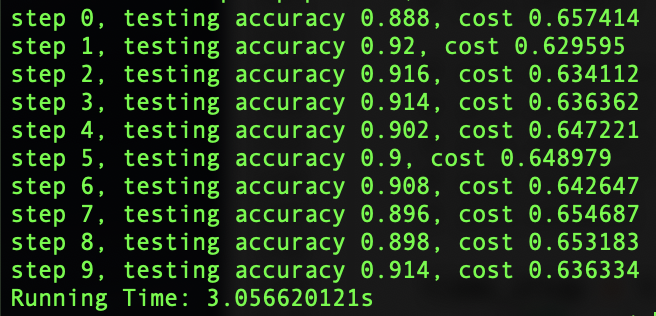 step 0, testing accuracy 0.888, cost 0.657414
step 1, testing accuracy 0.92, cost 0.629595
step 2, testing accuracy 0.916, cost 0.634112
step 3, testing accuracy 0.914, cost 0.636362
step 4, testing accuracy 0.902, cost 0.647221
step 5, testing accuracy 0.9, cost 0.648979
step 6, testing accuracy 0.908, cost 0.642647
step 7, testing accuracy 0.896, cost 0.654687
step 8, testing accuracy 0.898, cost 0.653183
step 9, testing accuracy 0.914, cost 0.636334
Running Time: 3.056620121s